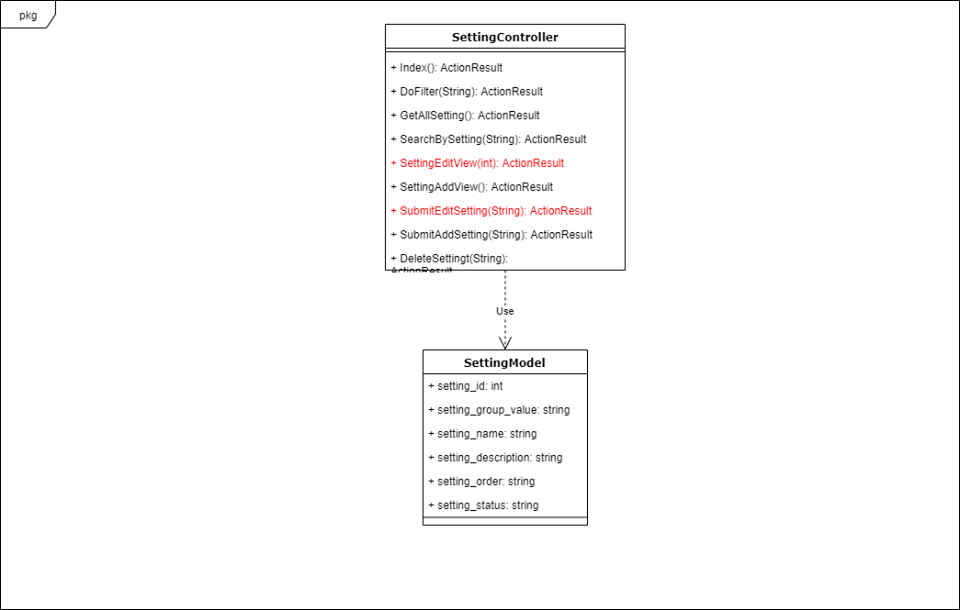 pkg
SettingController
+ Index(): ActionResult
+ DoFilter(String): ActionResult
+ GetAllSetting(): ActionResult
+ SearchBySetting(String): ActionResult
+ SettingEditView(int): ActionResult
+ SettingAddView(): ActionResult
+ SubmitEditSetting(String): ActionResult
+ SubmitAddSetting(String): ActionResult
+ DeleteSettingt(String):
ActionResult
Use
SettingModel
+ setting_id: int
+ setting_group_value: string
+ setting_name: string
+ setting_description: string
+ setting_order: string
+ setting_status: string